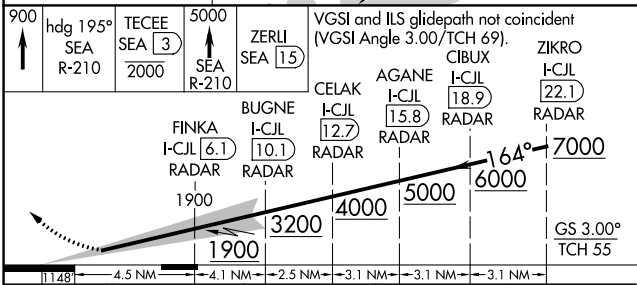 900
hdg 195°
SEA
R-210
TECEE
SEA 3
2000
5000
SEA
R-210
ZERLI
SEA 15
VGSI and ILS glidepath not coincident
(VGSI Angle 3.00/TCH 69).
ZIKRO
I-CJL
22.1
RADAR
CIBUX
I-CJL
18.9
RADAR
AGANE
I-CJL
15.8
RADAR
CELAK
I-CJL
12.7
RADAR
BUGNE
I-CJL
10.1
RADAR
FINKA
I-CJL 6.1
RADAR
164°
7000
6000
5000
4000
3200
1900
1900
GS 3.00°
TCH 55
1148'
4.5 NM
4.1 NM
2.5 NM
3.1 NM
3.1 NM
3.1 NM